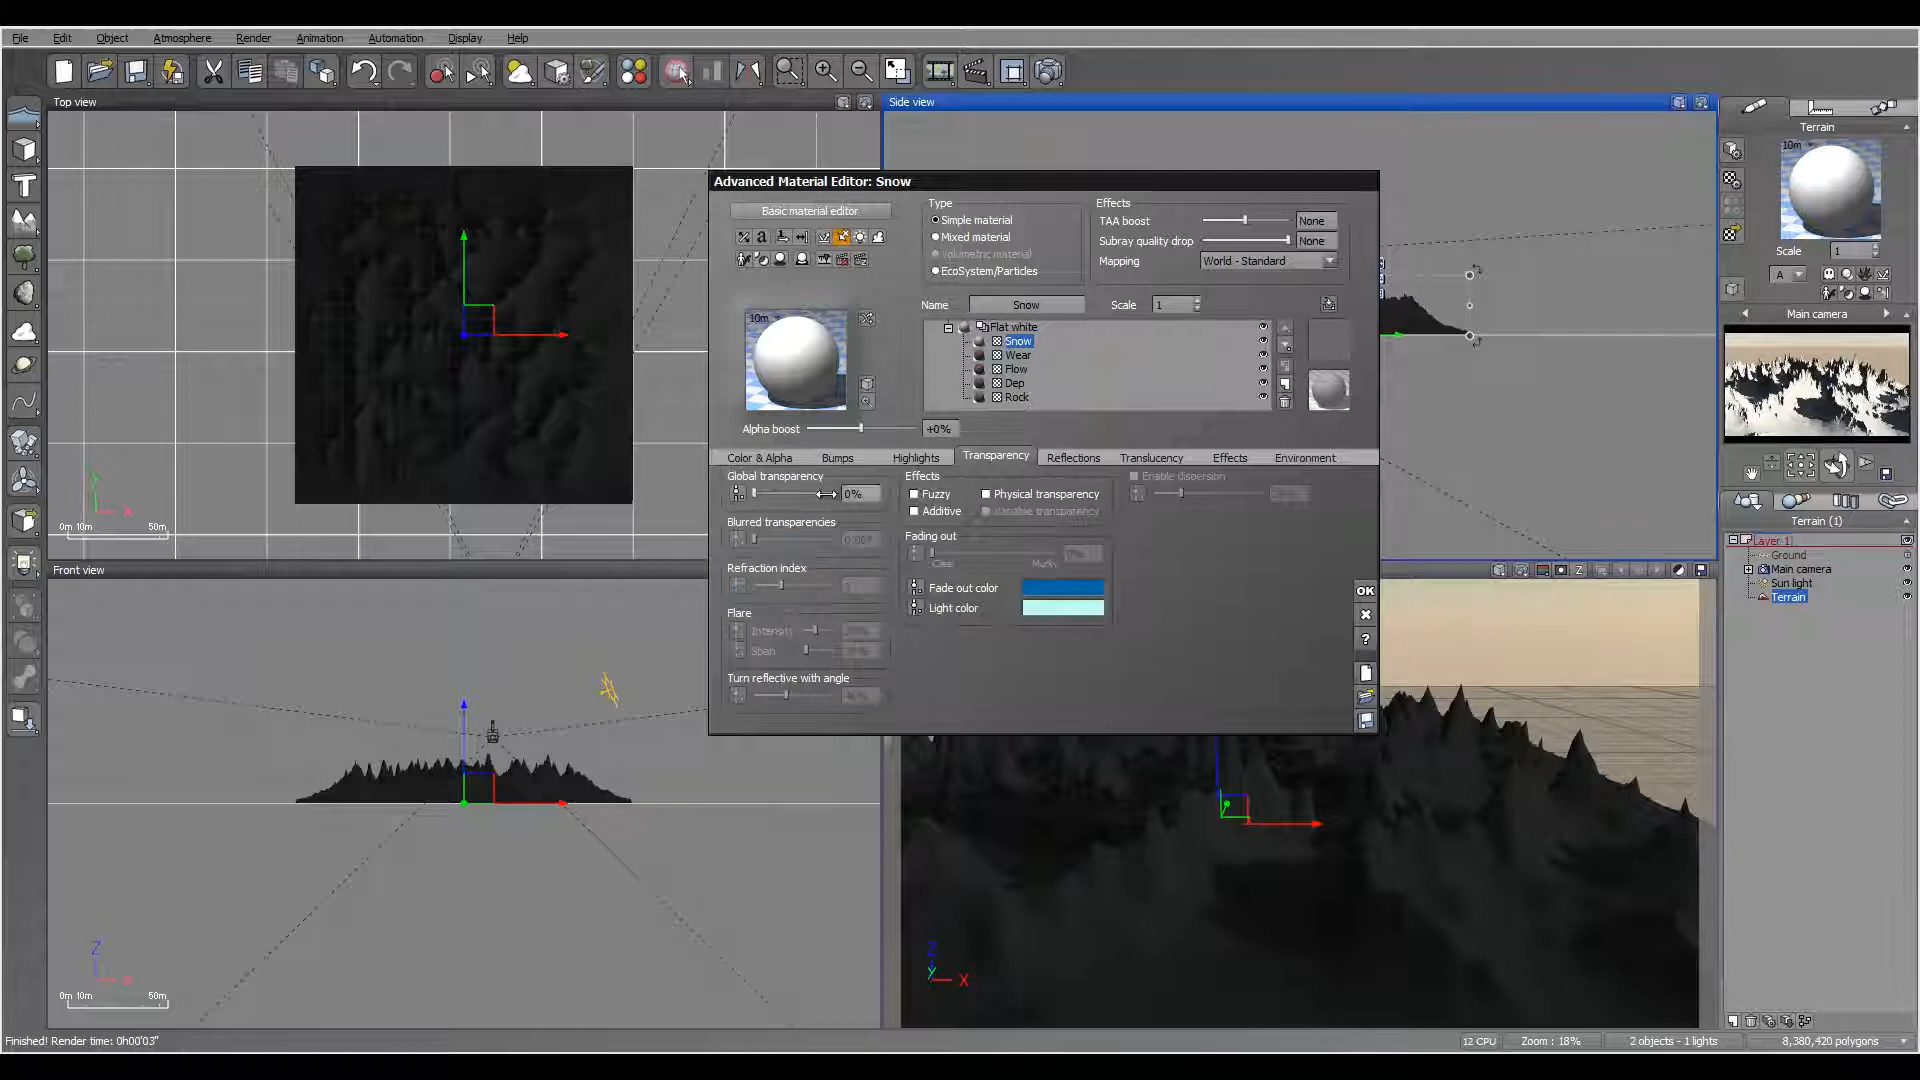 File Edit Object Atmosphere Render Animation Automation Display Help
Top view
Side view
Terrain
10m
Scale 1
A
Main camera
Terrain (1)
Layer 1
Ground
Main camera
Sun light
Terrain
Advanced Material Editor: Snow
Basic material editor
Type
Simple material
Mixed material
Volumetric material
EcoSystem/Particles
Effects
TAA boost None
Subray quality drop None
Mapping World - Standard
Name Snow Scale 1
10m
Flat white
Snow
Wear
Flow
Dep
Rock
Alpha boost +0%
Color & Alpha Bumps Highlights Transparency Reflections Translucency Effects Environment
Global transparency
0%
Blurred transparencies
Refraction index
Flare
Intensity
Span
Turn reflective with angle
Effects
Fuzzy Physical transparency
Additive Variable transparency
Fading out
Clear Murky
Fade out color
Light color
Enable dispersion
OK
?
0m 10m 50m
Y X
Front view
Z
X
0m 10m 50m
Z
Y X
Z
Finished! Render time: 0h00'03"
12 CPU Zoom : 18% 2 objects - 1 lights 8,380,420 polygons